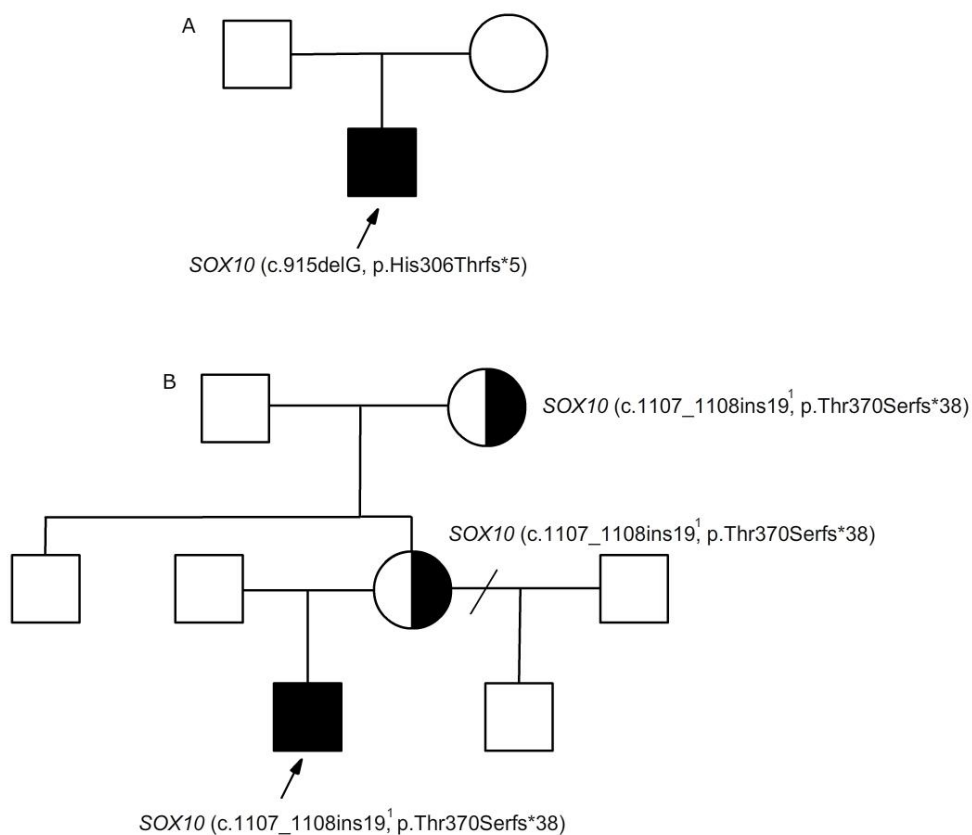 A
SOX10 (c.915delG, p.His306Thrfs*5)
B
SOX10 (c.1107_1108ins19,¹ p.Thr370Serfs*38)
SOX10 (c.1107_1108ins19,¹ p.Thr370Serfs*38)
SOX10 (c.1107_1108ins19,¹ p.Thr370Serfs*38)